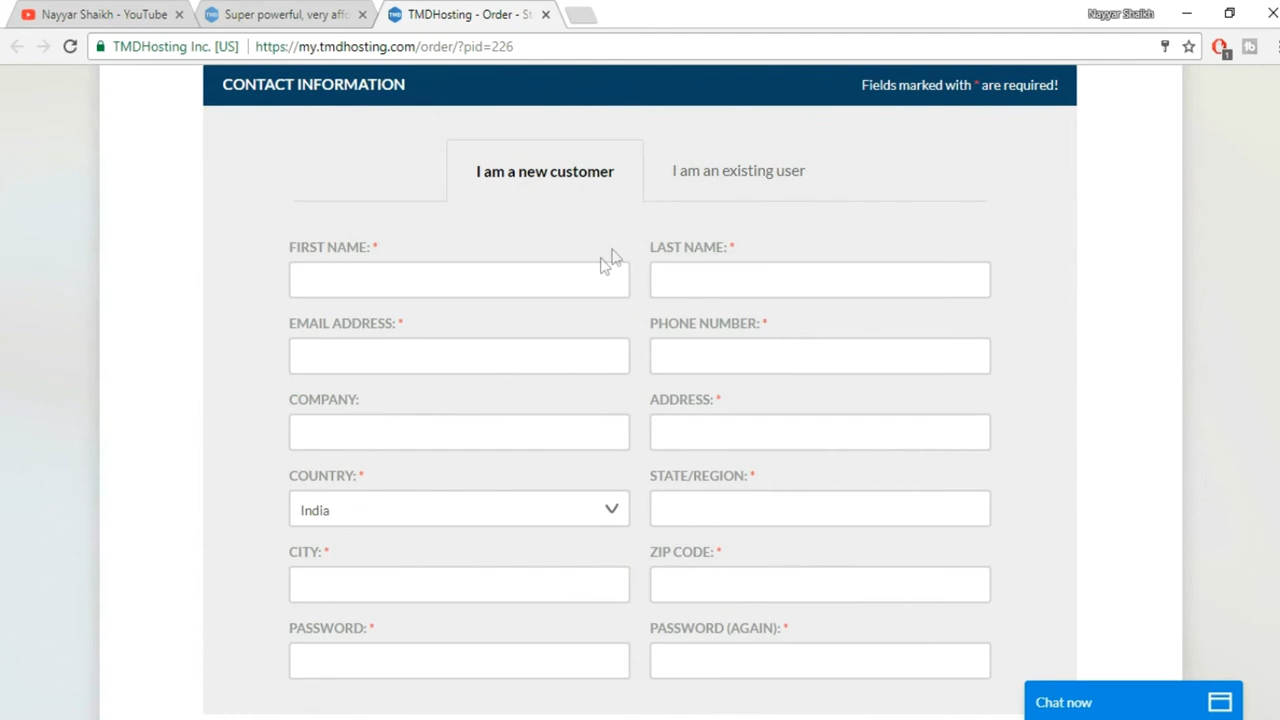 Nayyar Shaikh - YouTube
Super powerful, very affo
TMDHosting - Order - St
Nayyar Shaikh
TMDHosting Inc. [US] https://my.tmdhosting.com/order/?pid=226
1
CONTACT INFORMATION
Fields marked with * are required!
I am a new customer
I am an existing user
FIRST NAME: *
LAST NAME: *
EMAIL ADDRESS: *
PHONE NUMBER: *
COMPANY:
ADDRESS: *
COUNTRY: *
STATE/REGION: *
India
CITY: *
ZIP CODE: *
PASSWORD: *
PASSWORD (AGAIN): *
Chat now